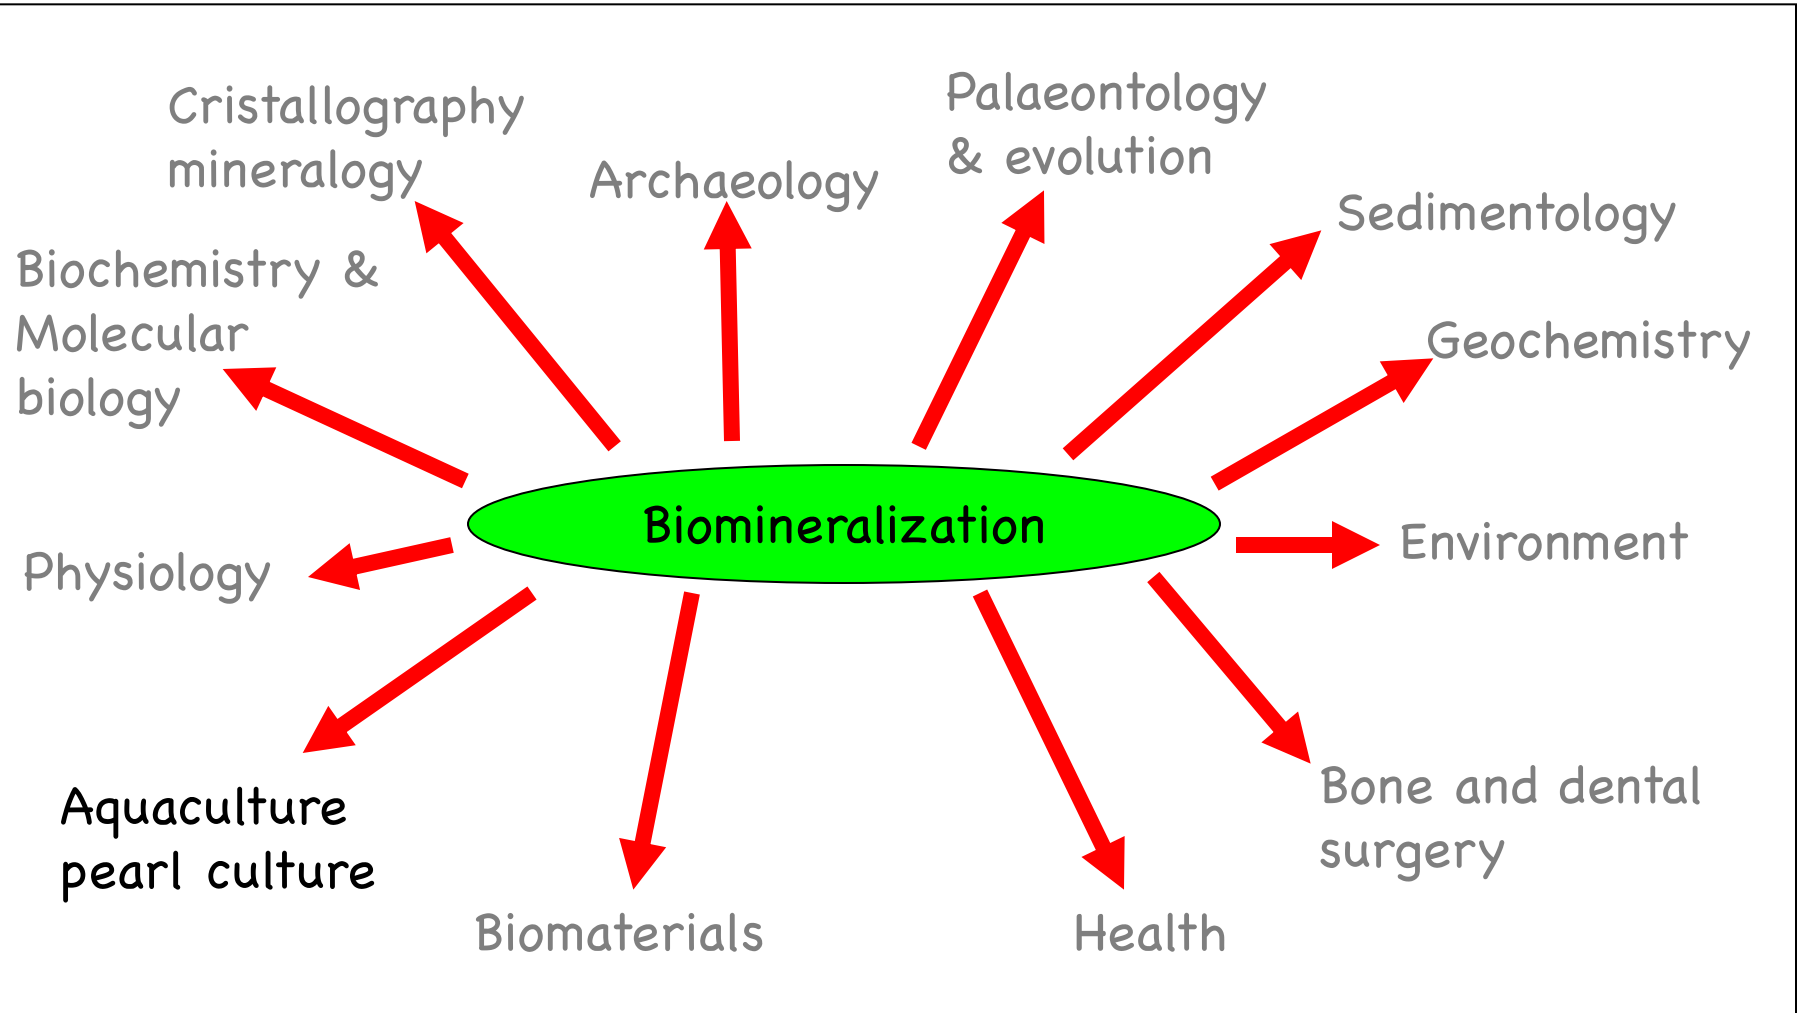 Cristallography
mineralogy
Archaeology
Palaeontology
& evolution
Sedimentology
Biochemistry &
Molecular
biology
Geochemistry
Biomineralization
Physiology
Environment
Aquaculture
pearl culture
Bone and dental
surgery
Biomaterials
Health